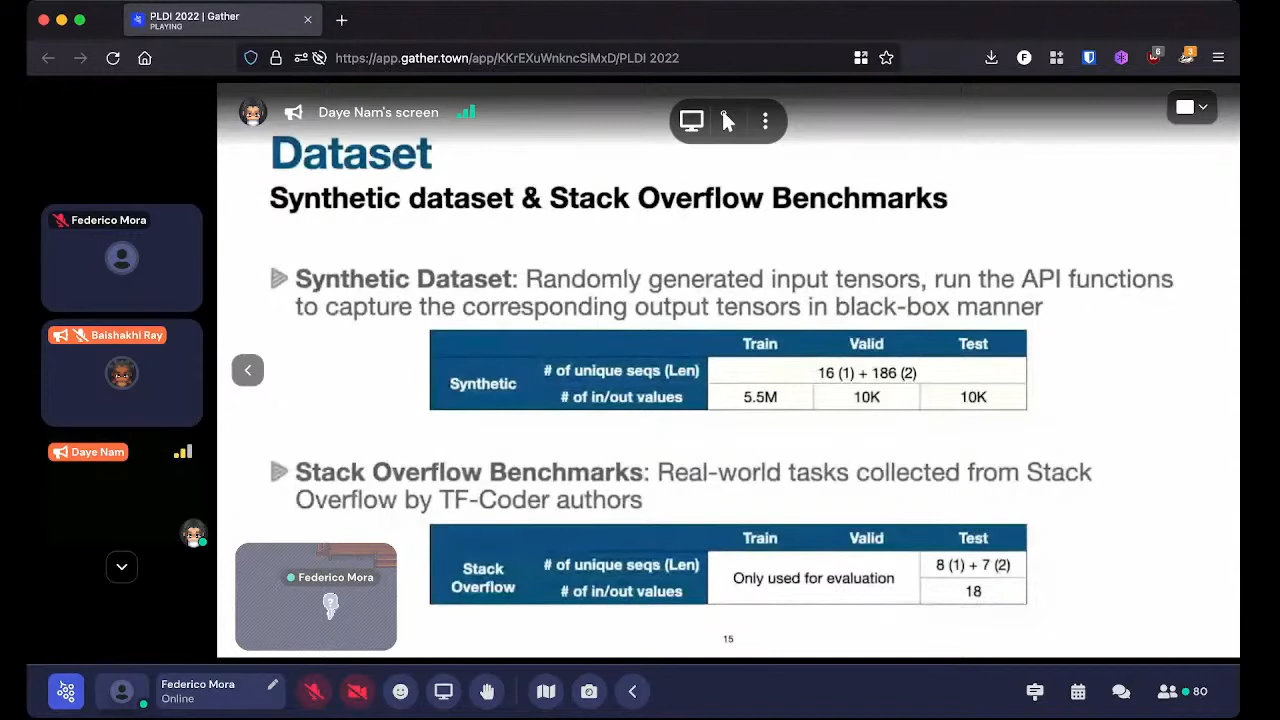 PLDI 2022 | Gather
PLAYING
https://app.gather.town/app/KKrEXuWnkncSiMxD/PLDI 2022
6
3
Daye Nam's screen
Dataset
Synthetic dataset & Stack Overflow Benchmarks
Federico Mora
Synthetic Dataset: Randomly generated input tensors, run the API functions
to capture the corresponding output tensors in black-box manner
Baishakhi Ray
Train Valid Test
Synthetic
# of unique seqs (Len) 16 (1) + 186 (2)
# of in/out values 5.5M 10K 10K
Daye Nam
Stack Overflow Benchmarks: Real-world tasks collected from Stack
Overflow by TF-Coder authors
Train Valid Test
Stack
Overflow
# of unique seqs (Len) Only used for evaluation 8 (1) + 7 (2)
# of in/out values 18
Federico Mora
15
Federico Mora
Online
80